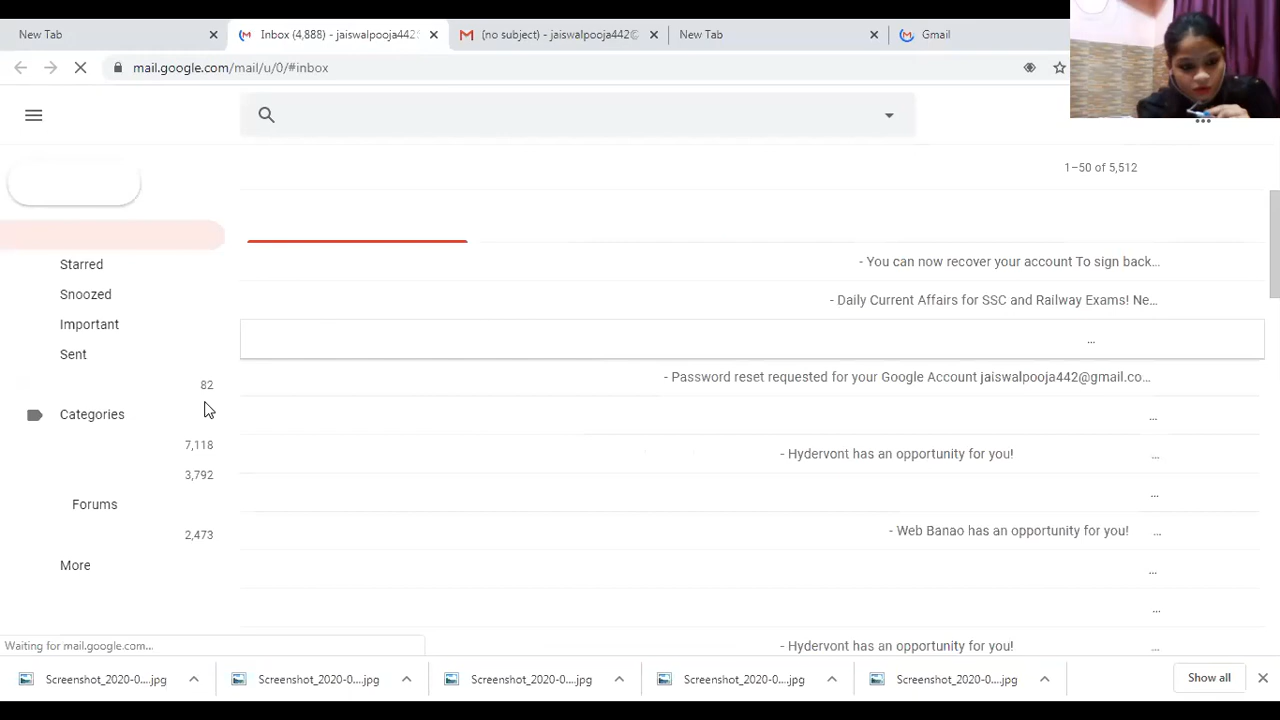 New Tab
Inbox (4,888) - jaiswalpooja442
(no subject) - jaiswalpooja442@
New Tab
Gmail
mail.google.com/mail/u/0/#inbox
1–50 of 5,512
- You can now recover your account To sign back…
Starred
Snoozed
- Daily Current Affairs for SSC and Railway Exams! Ne…
Important
…
Sent
- Password reset requested for your Google Account jaiswalpooja442@gmail.co…
82
Categories
…
7,118
- Hydervont has an opportunity for you! …
3,792
…
Forums
2,473
- Web Banao has an opportunity for you! …
More
…
…
Waiting for mail.google.com...
- Hydervont has an opportunity for you! …
Screenshot_2020-0....jpg
Screenshot_2020-0....jpg
Screenshot_2020-0....jpg
Screenshot_2020-0....jpg
Screenshot_2020-0....jpg
Show all